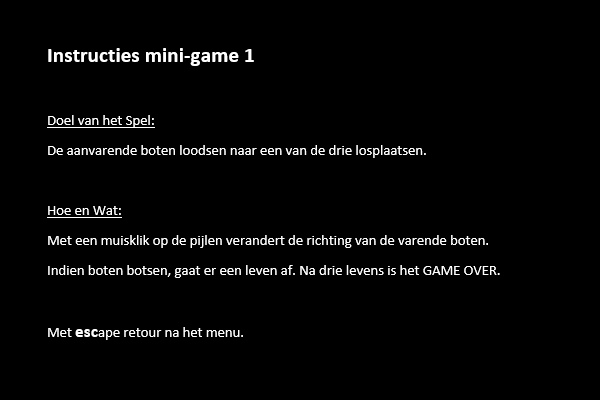 Instructies mini-game 1
Doel van het Spel:
De aanvarende boten loodsen naar een van de drie losplaatsen.
Hoe en Wat:
Met een muisklik op de pijlen verandert de richting van de varende boten.
Indien boten botsen, gaat er een leven af. Na drie levens is het GAME OVER.
Met escape retour na het menu.